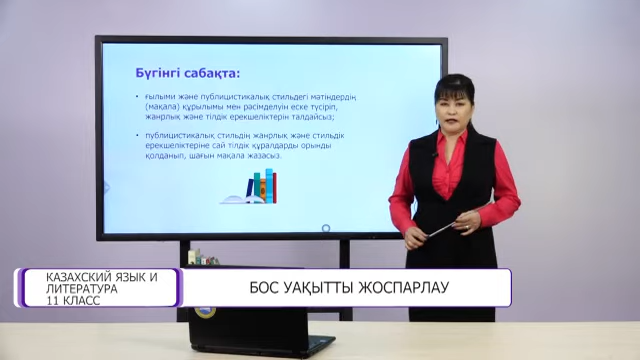 Бүгінгі сабақта:
• ғылыми және публицистикалық стильдегі мәтіндердің
(мақала) құрылымы мен рәсімделуін еске түсіріп,
жанрлық және тілдік ерекшеліктерін талдайсыз;
• публицистикалық стильдің жанрлық және стильдік
ерекшеліктеріне сай тілдік құралдарды орынды
қолданып, шағын мақала жазасыз.
КАЗАХСКИЙ ЯЗЫК И
ЛИТЕРАТУРА
11 КЛАСС
БОС УАҚЫТТЫ ЖОСПАРЛАУ